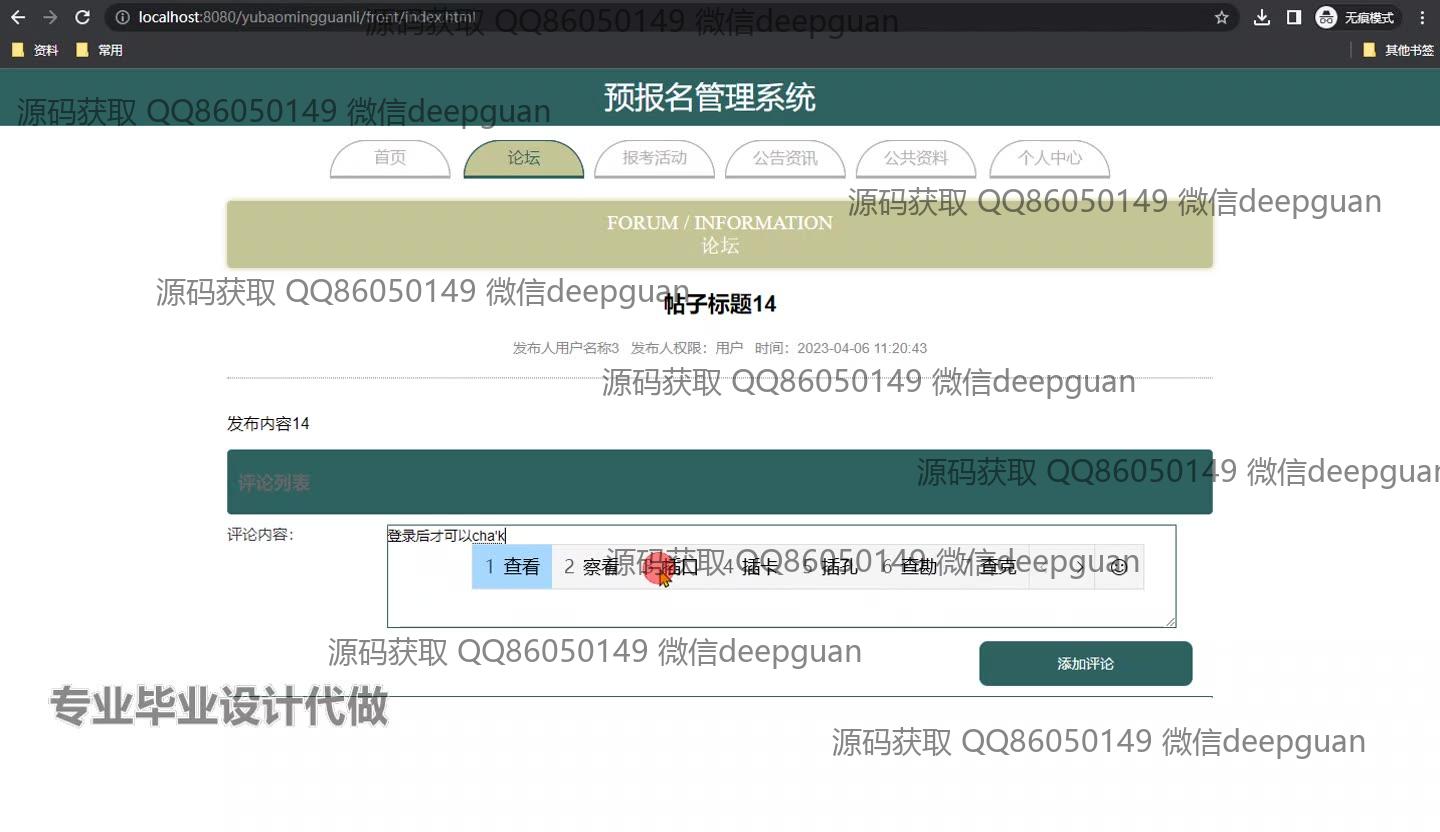 localhost:8080/yubaomingguanli/front/index.html
无痕模式
资料 常用 其他书签
源码获取 QQ86050149 微信deepguan
预报名管理系统
源码获取 QQ86050149 微信deepguan
首页 论坛 报考活动 公告资讯 公共资料 个人中心
源码获取 QQ86050149 微信deepguan
FORUM / INFORMATION
论坛
源码获取 QQ86050149 微信deepguan
帖子标题14
发布人用户名称3 发布人权限：用户 时间：2023-04-06 11:20:43
源码获取 QQ86050149 微信deepguan
发布内容14
源码获取 QQ86050149 微信deepguan
评论列表
评论内容：
登录后才可以cha'k
1 查看 2 察看 3 插口 4 插卡 5 插孔 6 查勘 7 查克
源码获取 QQ86050149 微信deepguan
源码获取 QQ86050149 微信deepguan
添加评论
专业毕业设计代做
源码获取 QQ86050149 微信deepguan